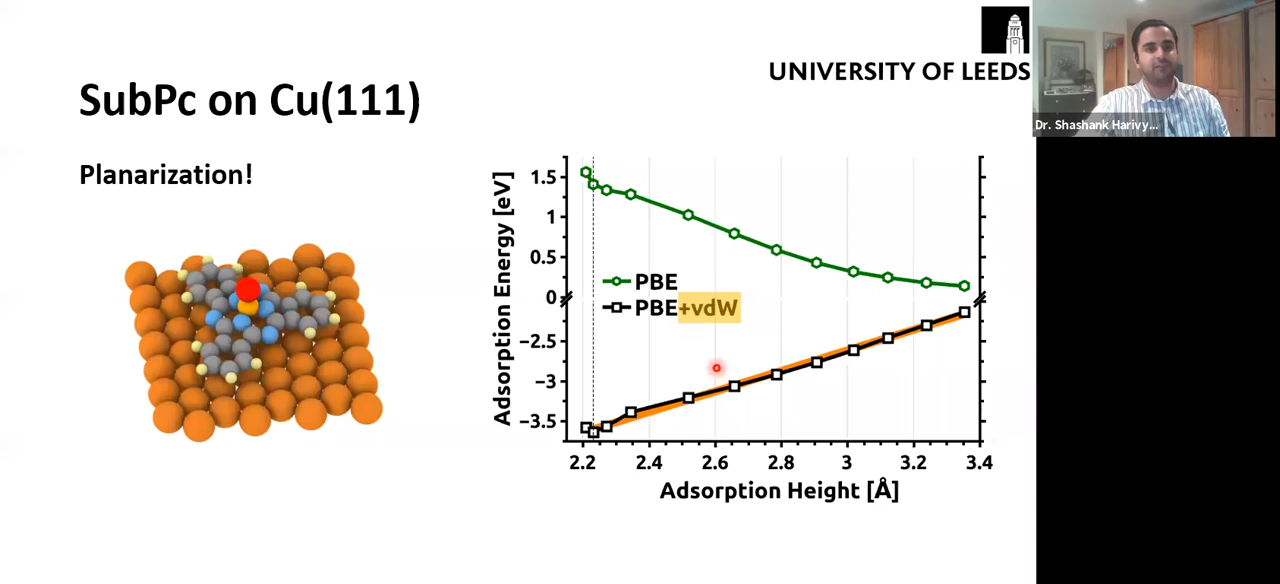 UNIVERSITY OF LEEDS
Dr. Shashank Harivy...
SubPc on Cu(111)
Planarization!
Adsorption Energy [eV]
1.5
1
0.5
0
−2.5
−3
−3.5
PBE
PBE+vdW
2.2 2.4 2.6 2.8 3 3.2 3.4
Adsorption Height [Å]